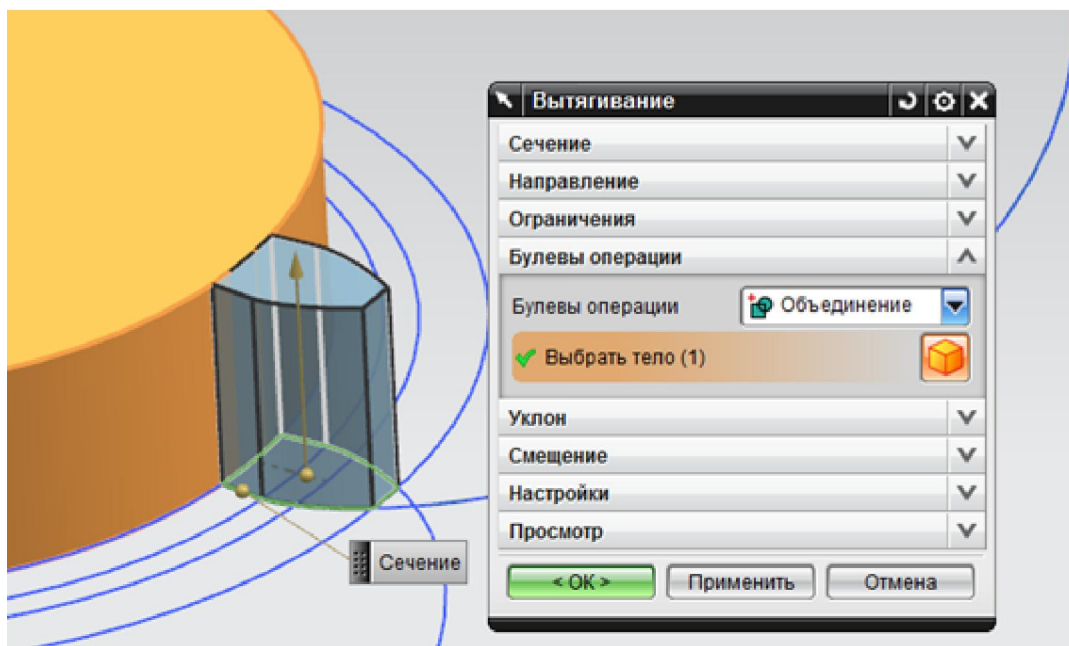 Вытягивание
Сечение
Направление
Ограничения
Булевы операции
Булевы операции Объединение
Выбрать тело (1)
Уклон
Смещение
Настройки
Просмотр
< OK > Применить Отмена
Сечение